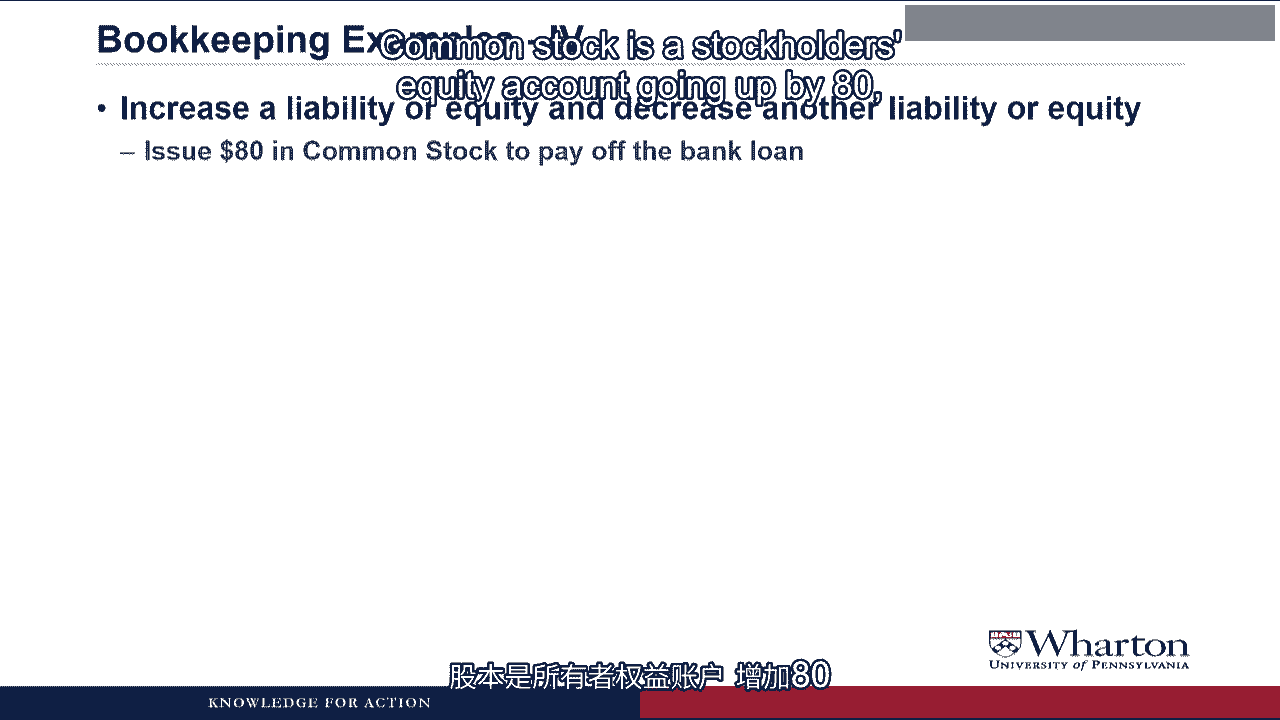 Bookkeeping Examples - IV
Common stock is a stockholders'
equity account going up by 80,
• Increase a liability or equity and decrease another liability or equity
– Issue $80 in Common Stock to pay off the bank loan
Wharton
UNIVERSITY of PENNSYLVANIA
股本是所有者权益账户 增加80
KNOWLEDGE FOR ACTION